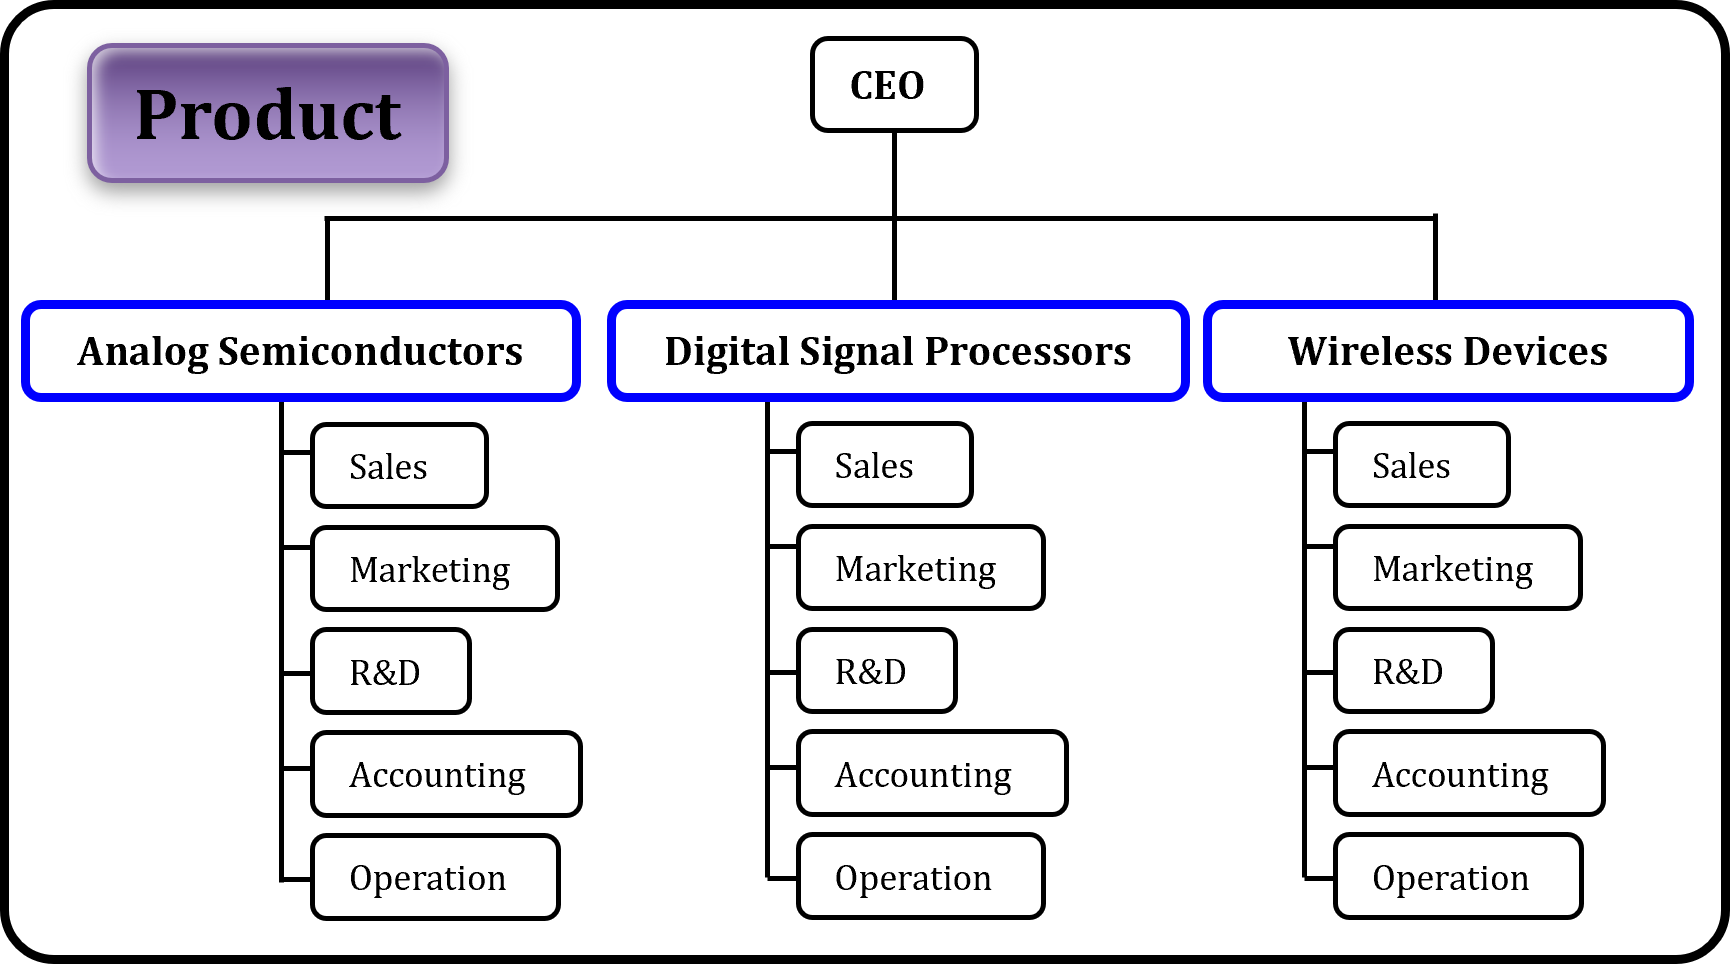 Product
CEO
Analog Semiconductors
Digital Signal Processors
Wireless Devices
Sales
Marketing
R&D
Accounting
Operation
Sales
Marketing
R&D
Accounting
Operation
Sales
Marketing
R&D
Accounting
Operation